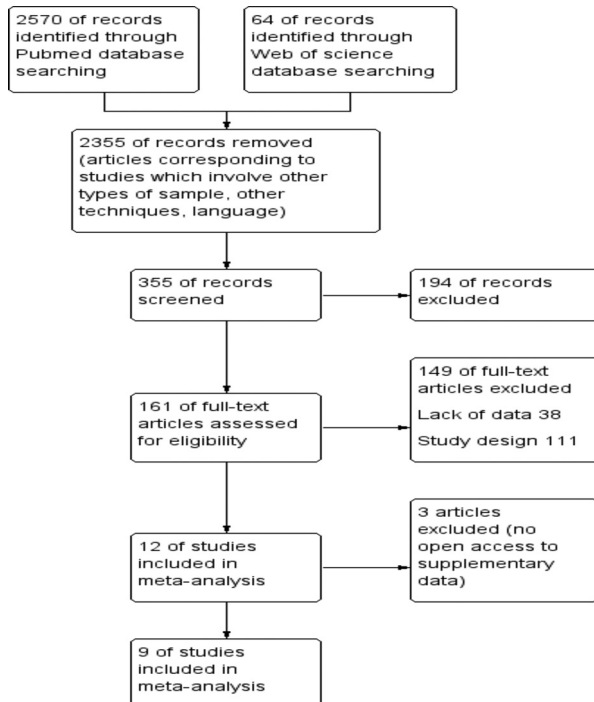 2570 of records
identified through
Pubmed database
searching
64 of records
identified through
Web of science
database searching
2355 of records removed
(articles corresponding to
studies which involve other
types of sample, other
techniques, language)
355 of records
screened
194 of records
excluded
161 of full-text
articles assessed
for eligibility
149 of full-text
articles excluded
Lack of data 38
Study design 111
12 of studies
included in
meta-analysis
3 articles
excluded (no
open access to
supplementary
data)
9 of studies
included in
meta-analysis